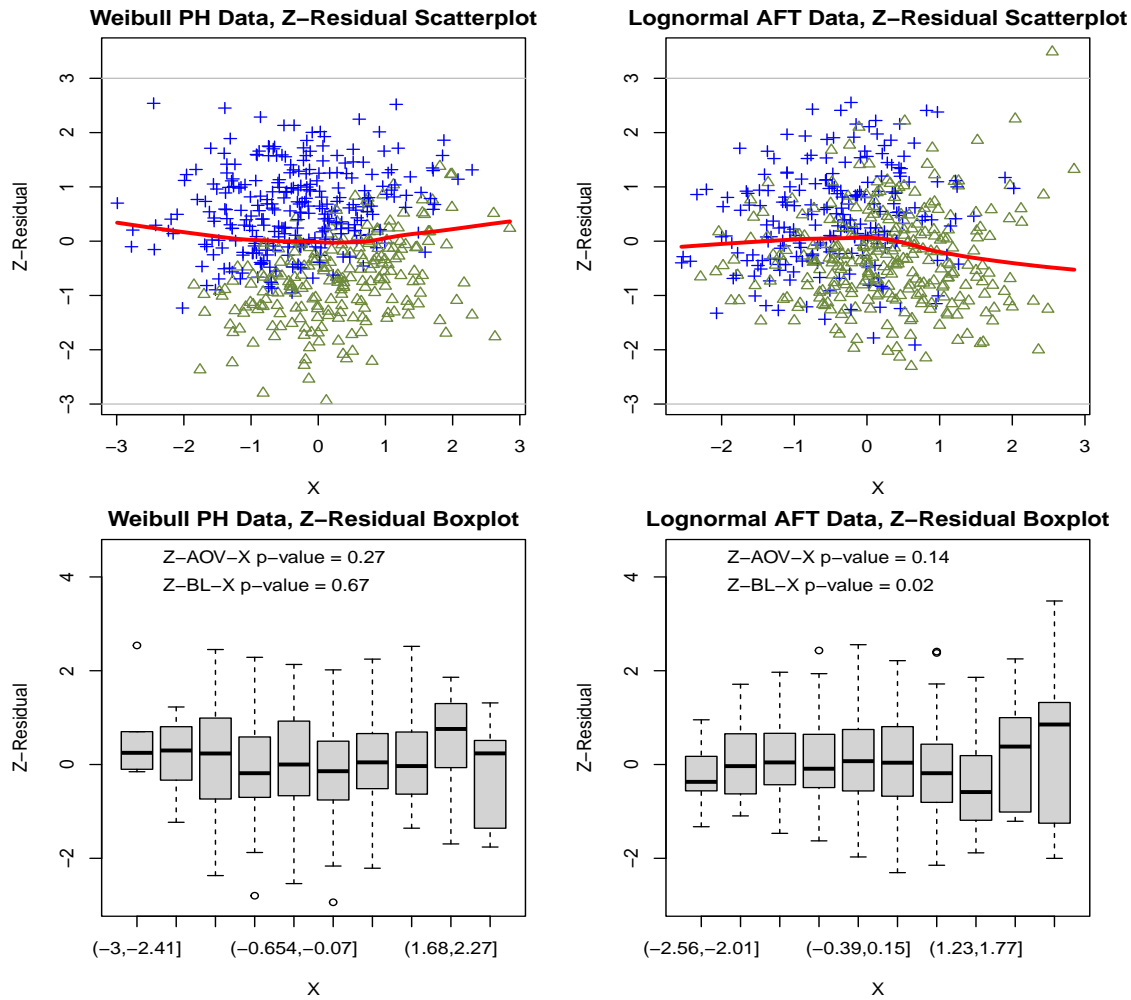 Weibull PH Data, Z−Residual Scatterplot
Z−Residual
3
2
1
0
−1
−2
−3
−3 −2 −1 0 1 2 3
X
Lognormal AFT Data, Z−Residual Scatterplot
Z−Residual
3
2
1
0
−1
−2
−3
−2 −1 0 1 2 3
X
Weibull PH Data, Z−Residual Boxplot
Z−AOV−X p−value = 0.27
Z−BL−X p−value = 0.67
Z−Residual
4
2
0
−2
(−3,−2.41] (−0.654,−0.07] (1.68,2.27]
X
Lognormal AFT Data, Z−Residual Boxplot
Z−AOV−X p−value = 0.14
Z−BL−X p−value = 0.02
Z−Residual
4
2
0
−2
(−2.56,−2.01] (−0.39,0.15] (1.23,1.77]
X